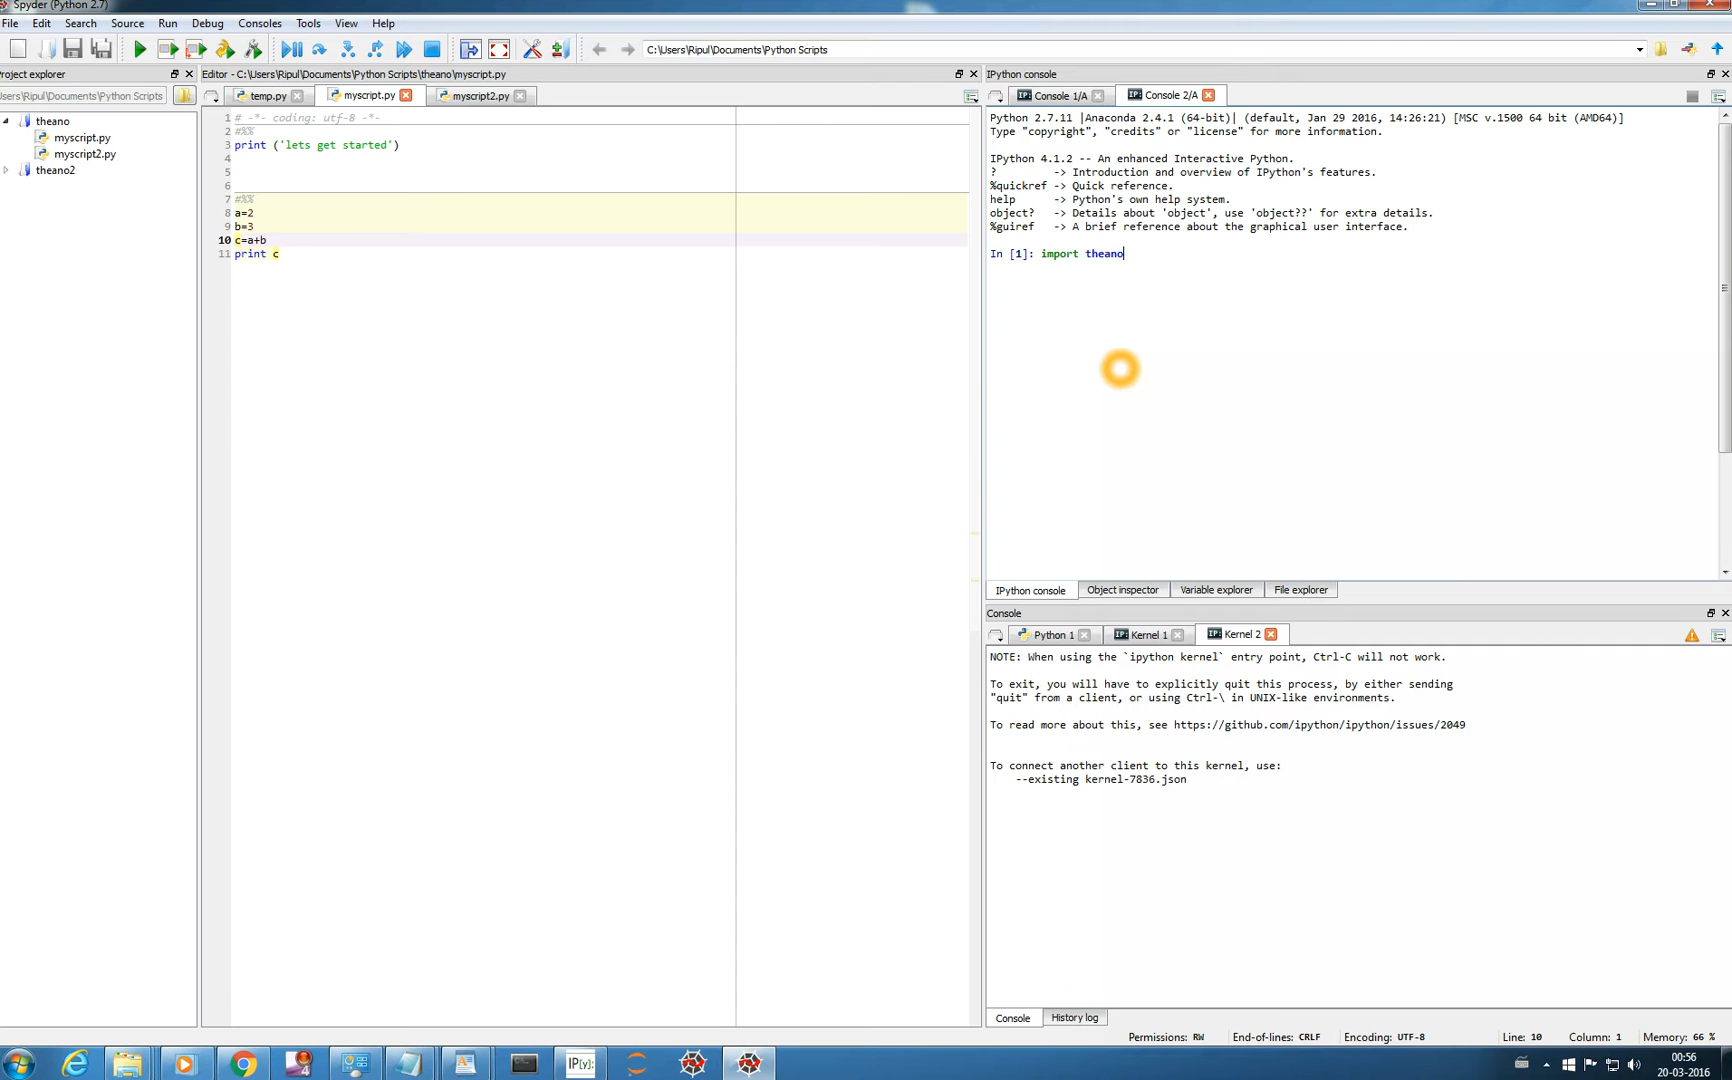 Spyder (Python 2.7)
File Edit Search Source Run Debug Consoles Tools View Help
C:\Users\Ripul\Documents\Python Scripts
Project explorer
Users\Ripul\Documents\Python Scripts
theano
myscript.py
myscript2.py
theano2
Editor - C:\Users\Ripul\Documents\Python Scripts\theano\myscript.py
temp.py myscript.py myscript2.py
1 # -*- coding: utf-8 -*-
2 #%%
3 print ('lets get started')
4
5
6
7 #%%
8 a=2
9 b=3
10 c=a+b
11 print c
IPython console
IP: Console 1/A IP: Console 2/A
Python 2.7.11 |Anaconda 2.4.1 (64-bit)| (default, Jan 29 2016, 14:26:21) [MSC v.1500 64 bit (AMD64)]
Type "copyright", "credits" or "license" for more information.
IPython 4.1.2 -- An enhanced Interactive Python.
? -> Introduction and overview of IPython's features.
%quickref -> Quick reference.
help -> Python's own help system.
object? -> Details about 'object', use 'object??' for extra details.
%guiref -> A brief reference about the graphical user interface.
In [1]: import theano
IPython console Object inspector Variable explorer File explorer
Console
Python 1 IP: Kernel 1 IP: Kernel 2
NOTE: When using the `ipython kernel` entry point, Ctrl-C will not work.
To exit, you will have to explicitly quit this process, by either sending
"quit" from a client, or using Ctrl-\ in UNIX-like environments.
To read more about this, see https://github.com/ipython/ipython/issues/2049
To connect another client to this kernel, use:
--existing kernel-7836.json
Console History log
Permissions: RW End-of-lines: CRLF Encoding: UTF-8 Line: 10 Column: 1 Memory: 66 %
4 IP[y]: 00:56
20-03-2016